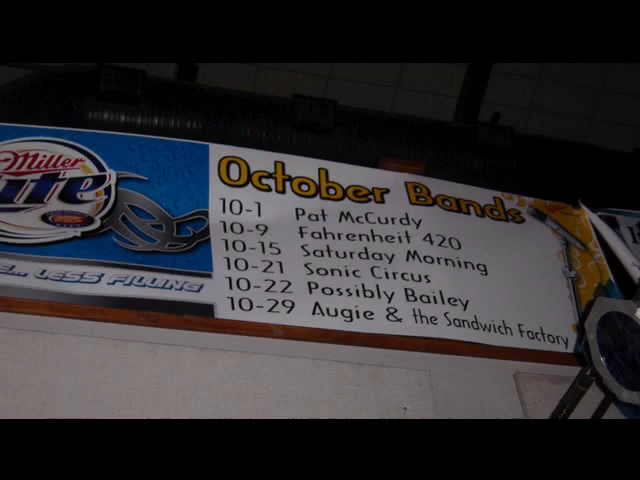 Miller
Lite
LESS FILLING
October Bands
10-1 Pat McCurdy
10-9 Fahrenheit 420
10-15 Saturday Morning
10-21 Sonic Circus
10-22 Possibly Bailey
10-29 Augie & the Sandwich Factory